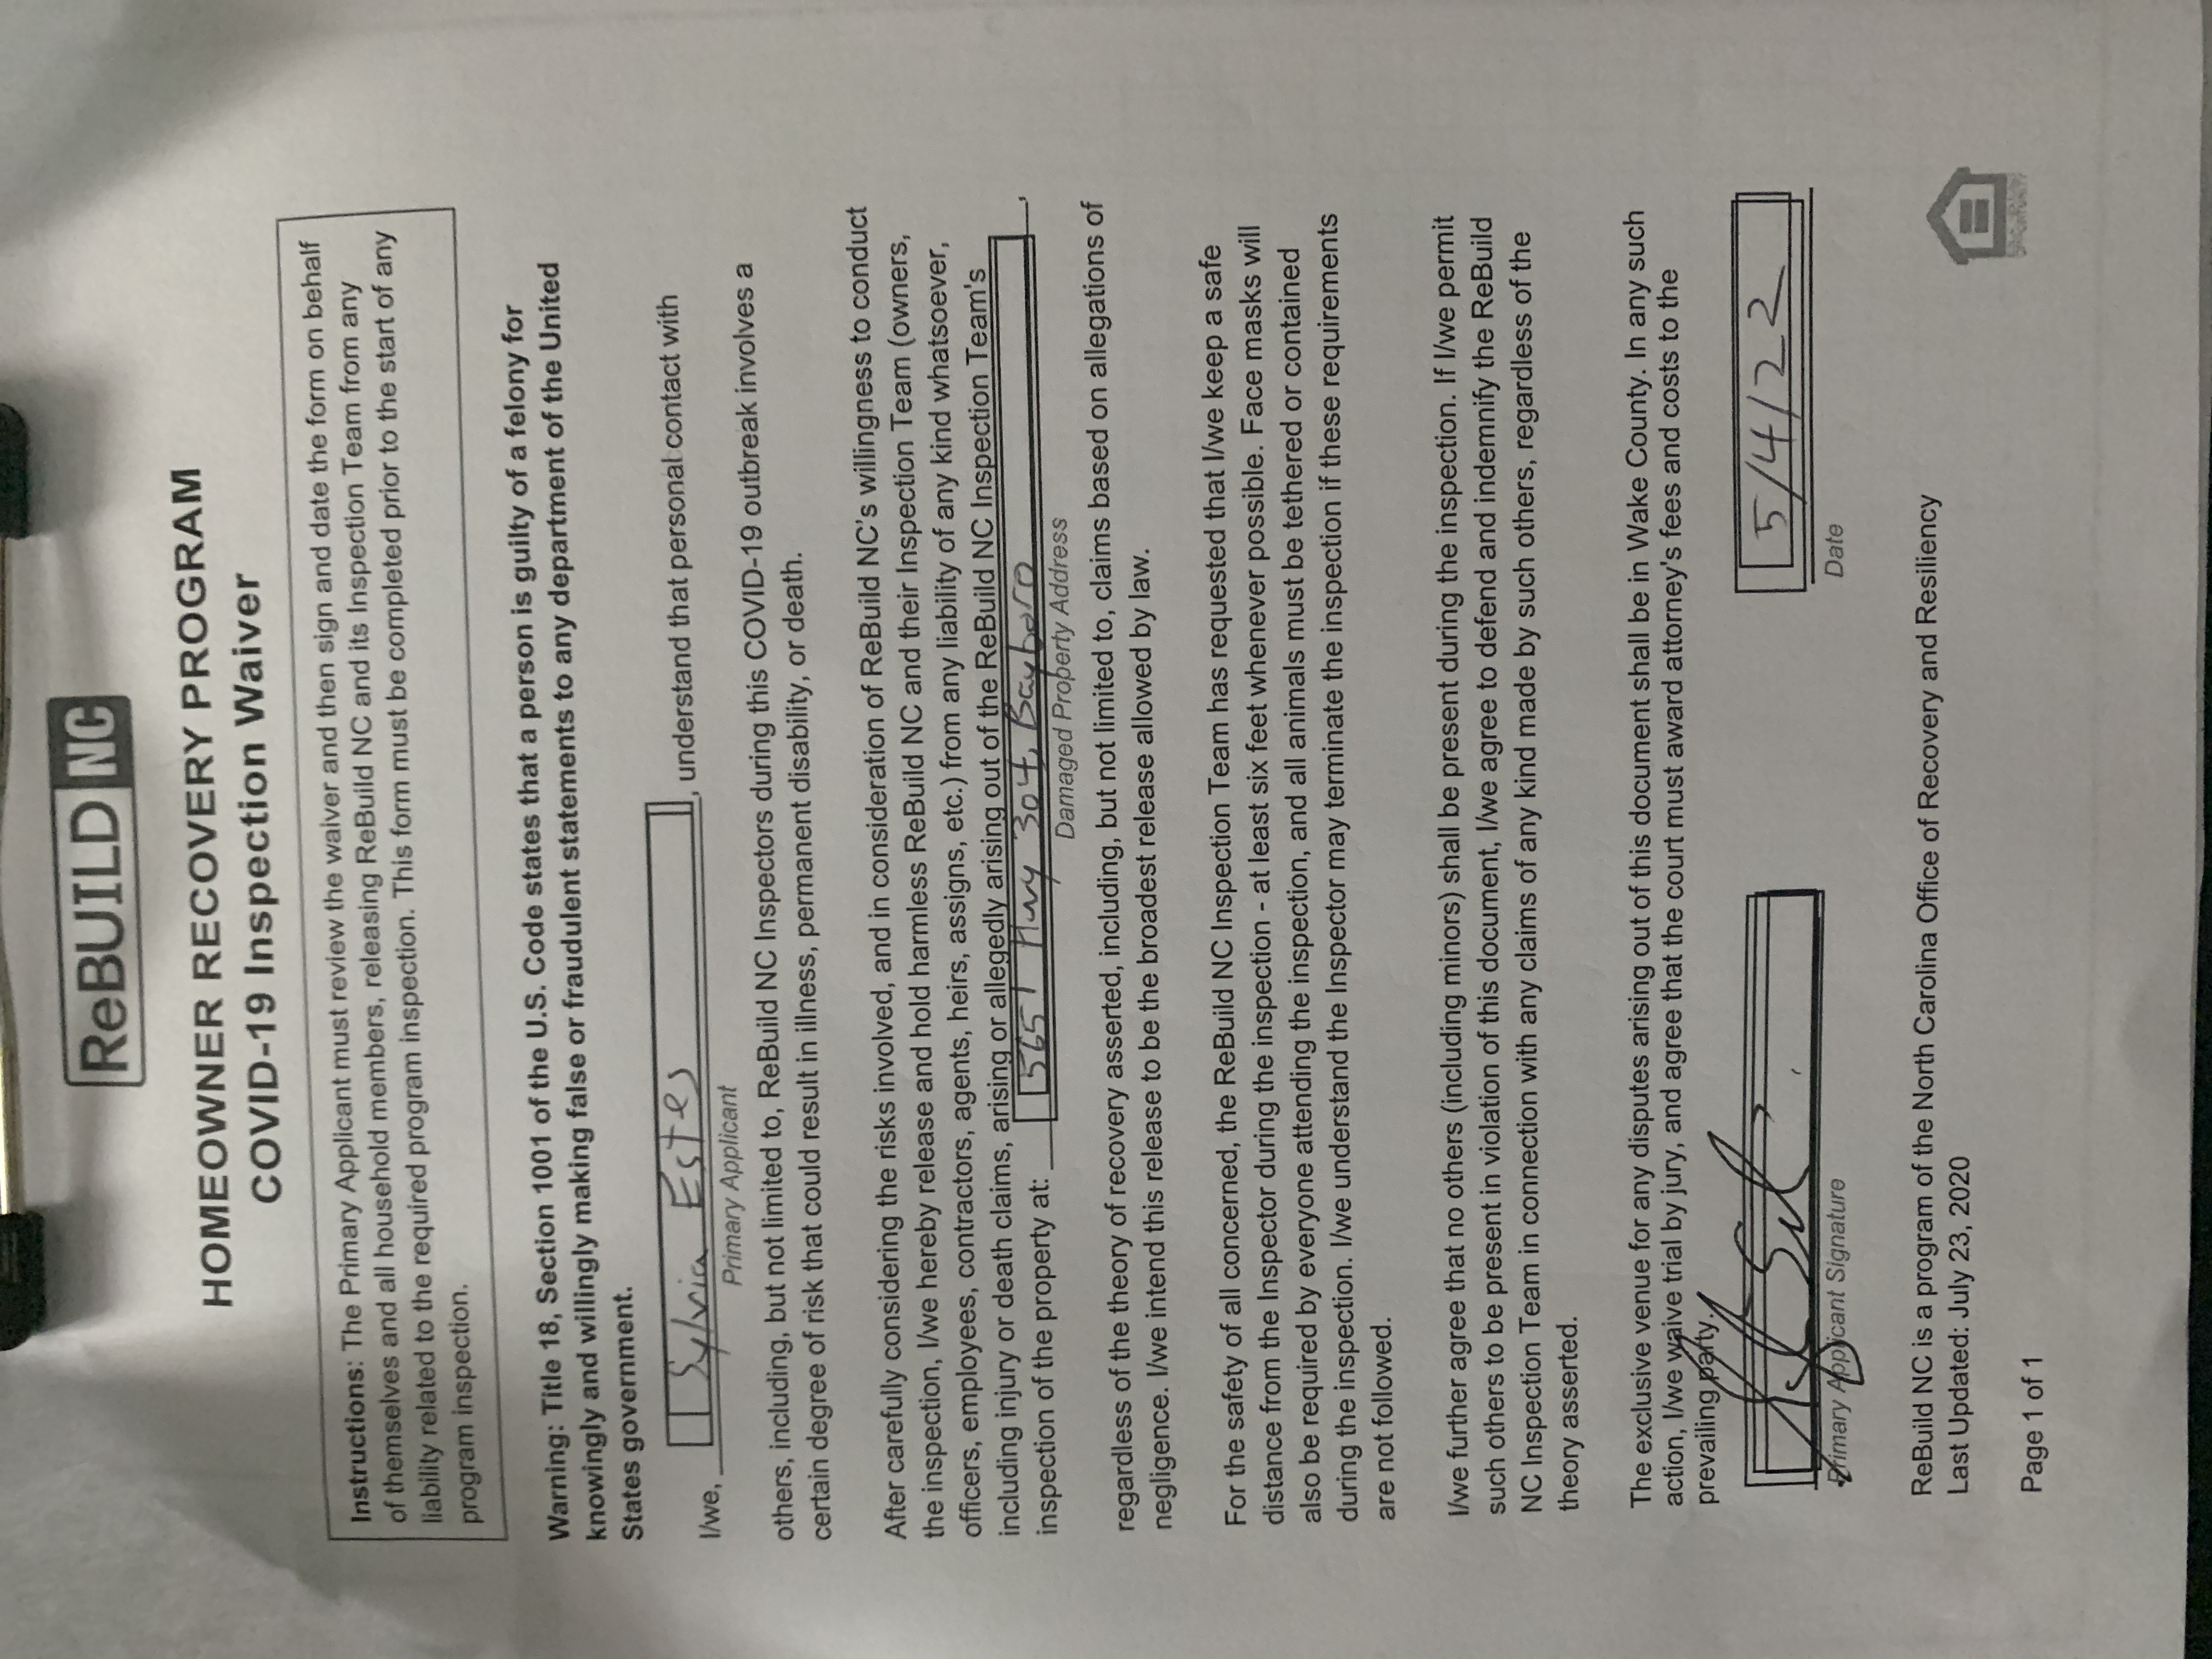 ReBUILD NC
HOMEOWNER RECOVERY PROGRAM
COVID-19 Inspection Waiver
Instructions: The Primary Applicant must review the waiver and then sign and date the form on behalf
of themselves and all household members, releasing ReBuild NC and its Inspection Team from any
liability related to the required program inspection. This form must be completed prior to the start of any
program inspection.
Warning: Title 18, Section 1001 of the U.S. Code states that a person is guilty of a felony for
knowingly and willingly making false or fraudulent statements to any department of the United
States government.
I/we, Sylvia Estes, understand that personal contact with
Primary Applicant
others, including, but not limited to, ReBuild NC Inspectors during this COVID-19 outbreak involves a
certain degree of risk that could result in illness, permanent disability, or death.
After carefully considering the risks involved, and in consideration of ReBuild NC's willingness to conduct
the inspection, I/we hereby release and hold harmless ReBuild NC and their Inspection Team (owners,
officers, employees, contractors, agents, heirs, assigns, etc.) from any liability of any kind whatsoever,
including injury or death claims, arising or allegedly arising out of the ReBuild NC Inspection Team's
inspection of the property at: 5651 Hwy 304, Bayboro,
Damaged Property Address
regardless of the theory of recovery asserted, including, but not limited to, claims based on allegations of
negligence. I/we intend this release to be the broadest release allowed by law.
For the safety of all concerned, the ReBuild NC Inspection Team has requested that I/we keep a safe
distance from the Inspector during the inspection - at least six feet whenever possible. Face masks will
also be required by everyone attending the inspection, and all animals must be tethered or contained
during the inspection. I/we understand the Inspector may terminate the inspection if these requirements
are not followed.
I/we further agree that no others (including minors) shall be present during the inspection. If I/we permit
such others to be present in violation of this document, I/we agree to defend and indemnify the ReBuild
NC Inspection Team in connection with any claims of any kind made by such others, regardless of the
theory asserted.
The exclusive venue for any disputes arising out of this document shall be in Wake County. In any such
action, I/we waive trial by jury, and agree that the court must award attorney's fees and costs to the
prevailing party.
5/4/22
Primary Applicant Signature Date
ReBuild NC is a program of the North Carolina Office of Recovery and Resiliency
Last Updated: July 23, 2020
OPPORTUNITY
Page 1 of 1